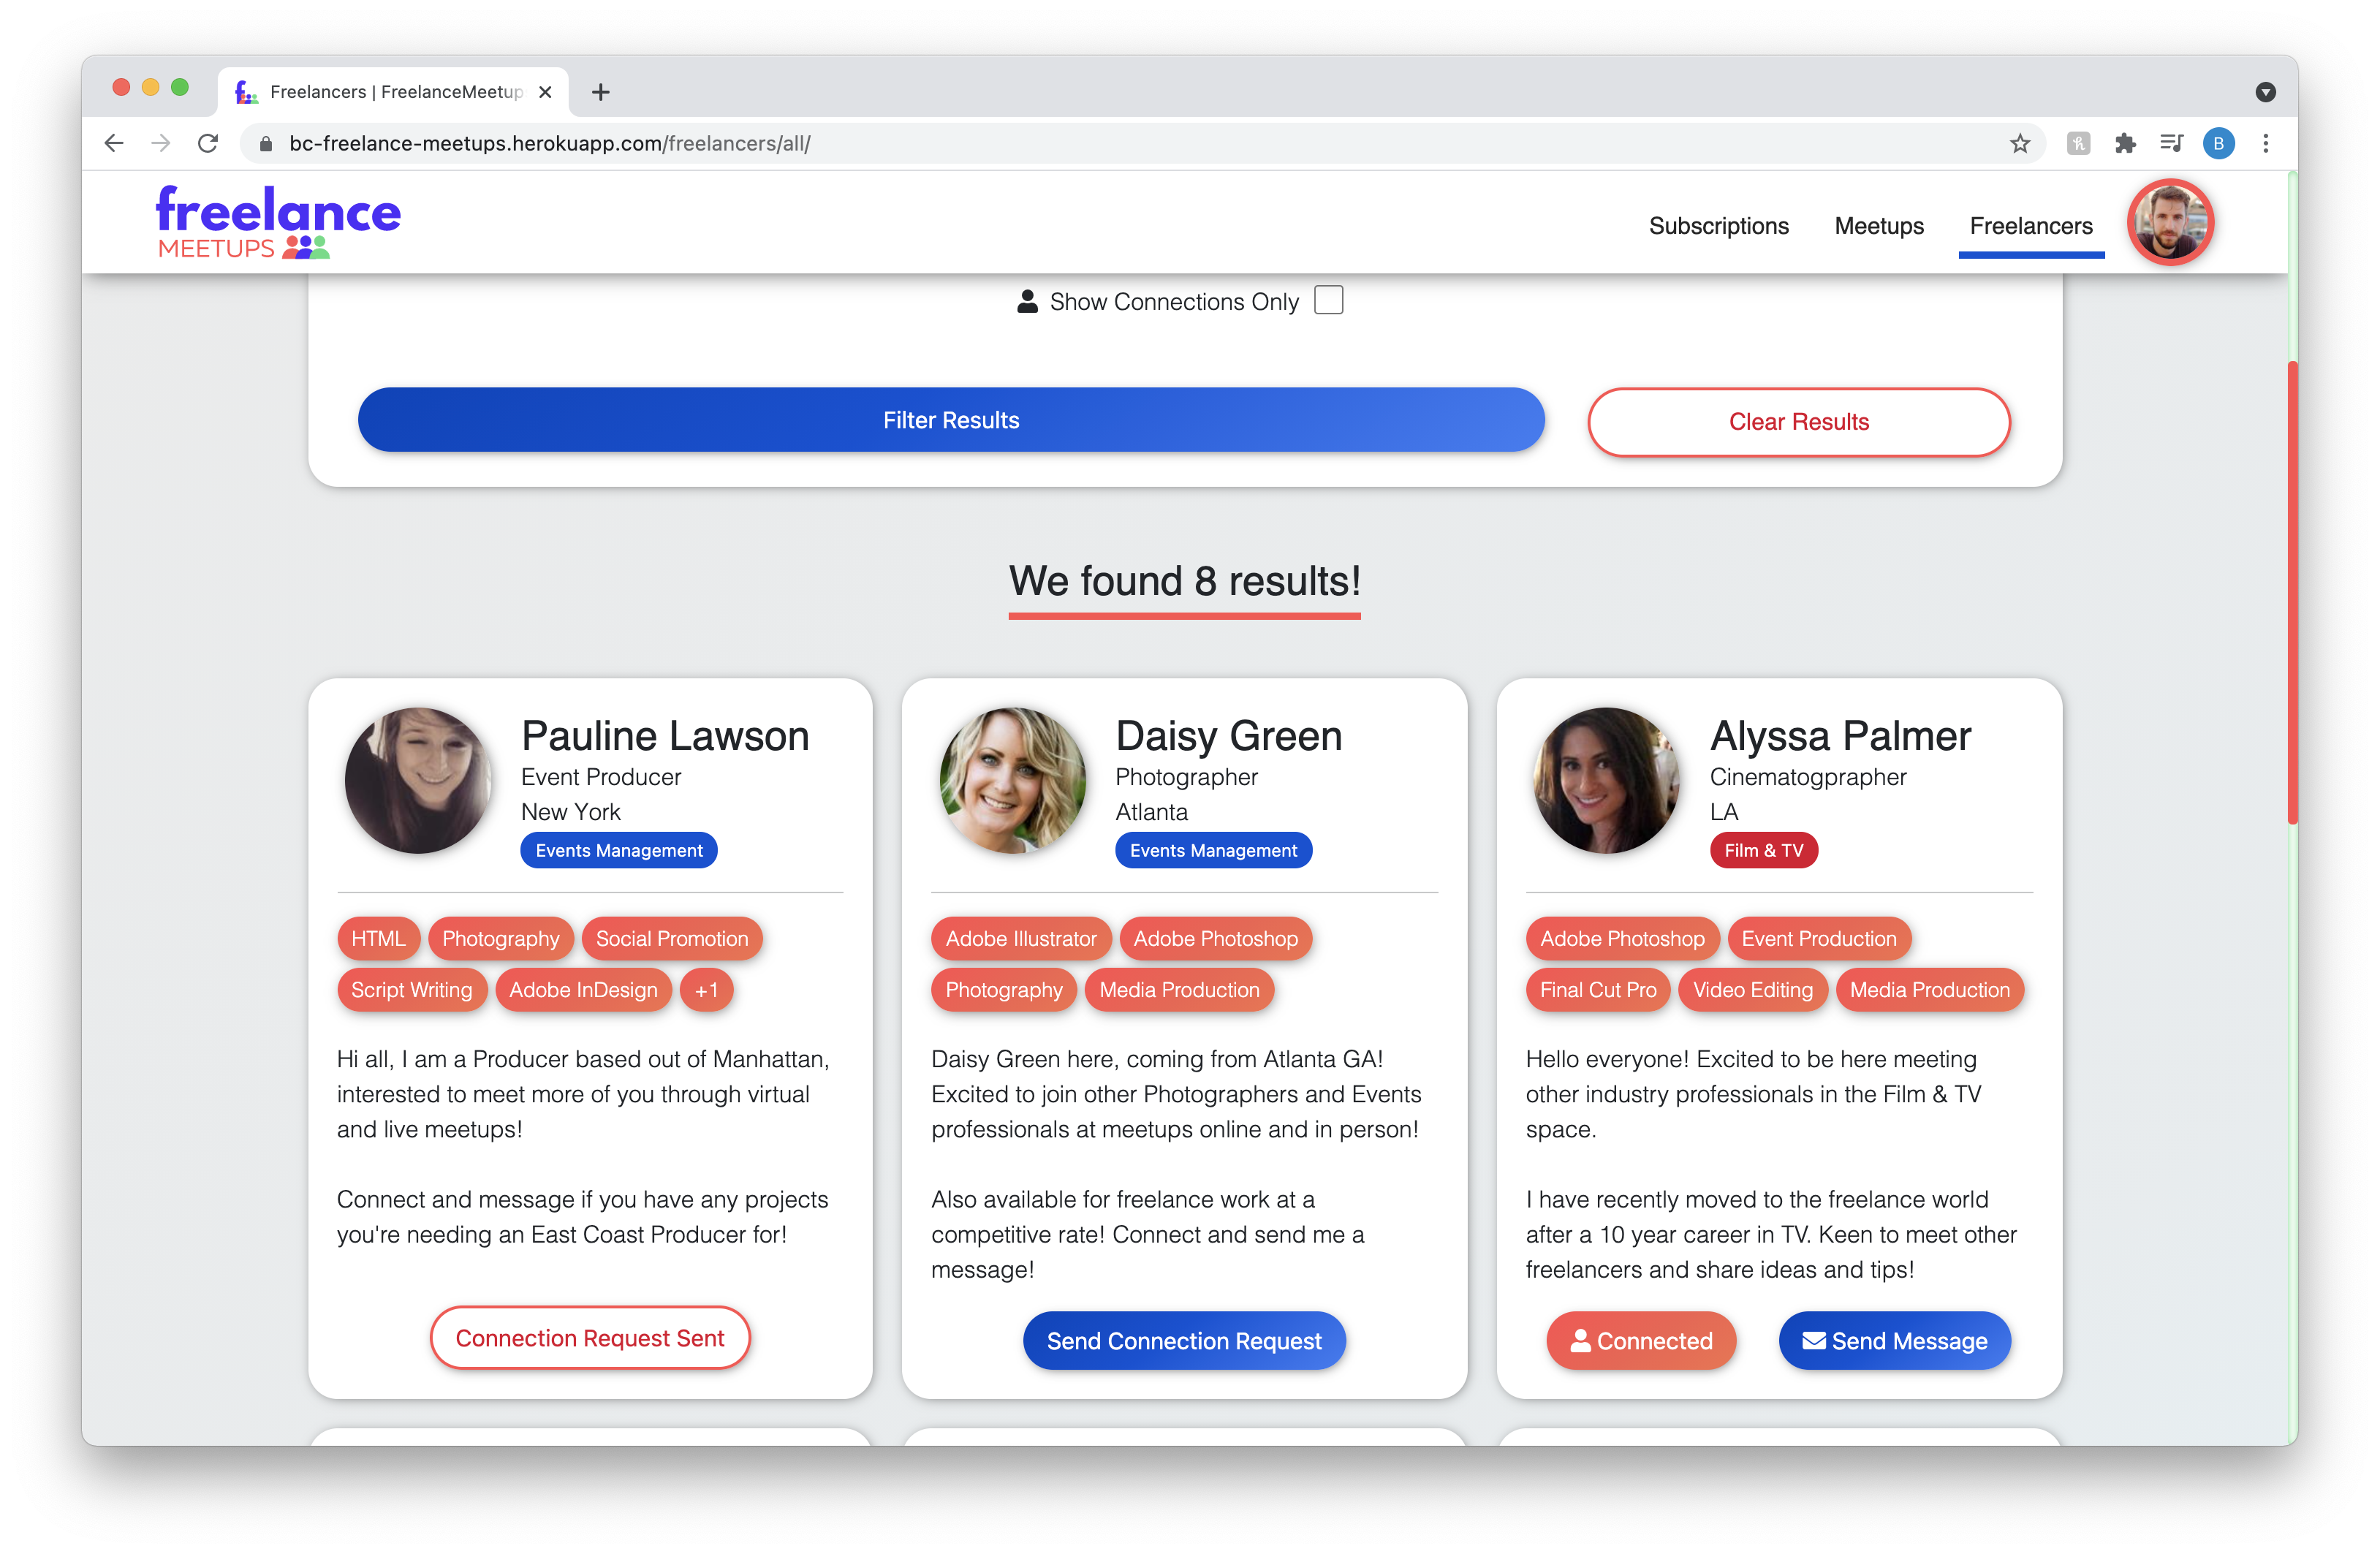 Freelancers | FreelanceMeetup
bc-freelance-meetups.herokuapp.com/freelancers/all/
B
freelance
MEETUPS
Subscriptions Meetups Freelancers
Show Connections Only
Filter Results Clear Results
We found 8 results!
Pauline Lawson
Event Producer
New York
Events Management
HTML Photography Social Promotion
Script Writing Adobe InDesign +1
Hi all, I am a Producer based out of Manhattan,
interested to meet more of you through virtual
and live meetups!
Connect and message if you have any projects
you're needing an East Coast Producer for!
Connection Request Sent
Daisy Green
Photographer
Atlanta
Events Management
Adobe Illustrator Adobe Photoshop
Photography Media Production
Daisy Green here, coming from Atlanta GA!
Excited to join other Photographers and Events
professionals at meetups online and in person!
Also available for freelance work at a
competitive rate! Connect and send me a
message!
Send Connection Request
Alyssa Palmer
Cinematogprapher
LA
Film & TV
Adobe Photoshop Event Production
Final Cut Pro Video Editing Media Production
Hello everyone! Excited to be here meeting
other industry professionals in the Film & TV
space.
I have recently moved to the freelance world
after a 10 year career in TV. Keen to meet other
freelancers and share ideas and tips!
Connected Send Message